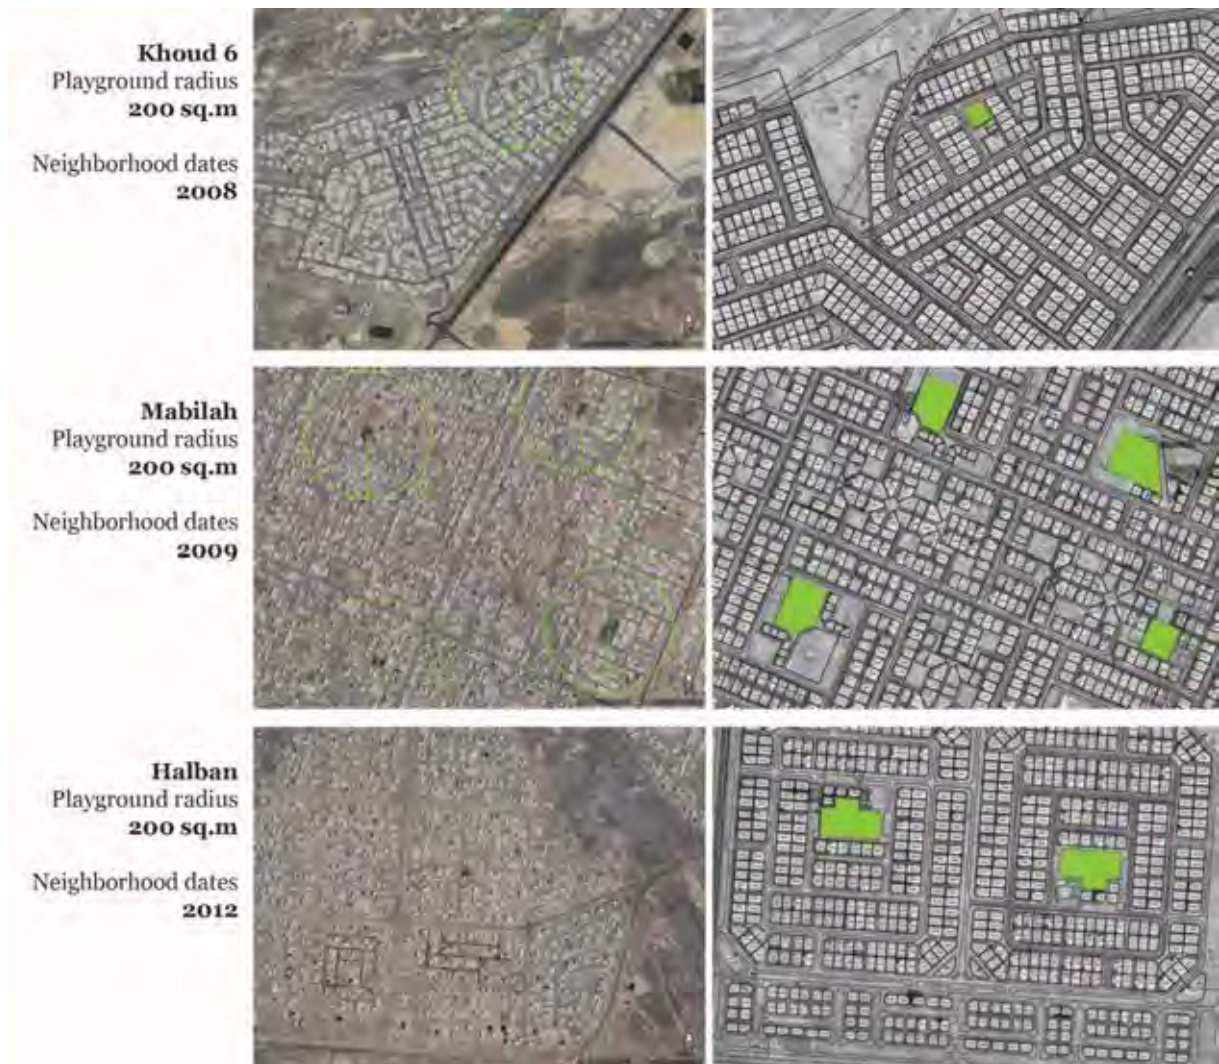 Khoud 6
Playground radius
200 sq.m
Neighborhood dates
2008
Mabilah
Playground radius
200 sq.m
Neighborhood dates
2009
Halban
Playground radius
200 sq.m
Neighborhood dates
2012